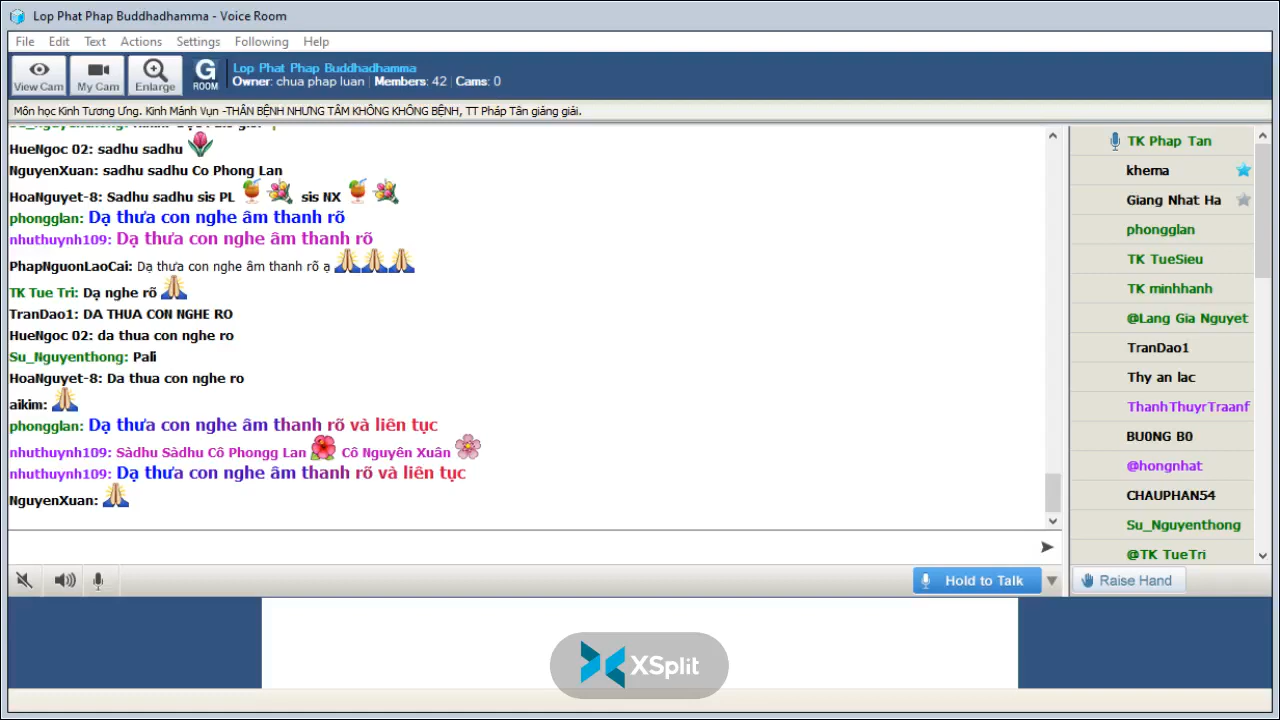 Lop Phat Phap Buddhadhamma - Voice Room
File Edit Text Actions Settings Following Help
View Cam My Cam Enlarge G ROOM
Lop Phat Phap Buddhadhamma
Owner: chua phap luan | Members: 42 | Cams: 0
Môn học Kinh Tương Ưng. Kinh Mánh Vụn -THÂN BỆNH NHƯNG TÂM KHÔNG KHÔNG BỆNH, TT Pháp Tân giảng giải.
Su_Nguyenthong:
HueNgoc 02: sadhu sadhu
NguyenXuan: sadhu sadhu Co Phong Lan
HoaNguyet-8: Sadhu sadhu sis PL sis NX
phongglan: Dạ thưa con nghe âm thanh rõ
nhuthuynh109: Dạ thưa con nghe âm thanh rõ
PhapNguonLaoCai: Dạ thưa con nghe âm thanh rõ ạ
TK Tue Tri: Dạ nghe rõ
TranDao1: DA THUA CON NGHE RO
HueNgoc 02: da thua con nghe ro
Su_Nguyenthong: Pali
HoaNguyet-8: Da thua con nghe ro
aikim:
phongglan: Dạ thưa con nghe âm thanh rõ và liên tục
nhuthuynh109: Sàdhu Sàdhu Cô Phongg Lan Cô Nguyên Xuân
nhuthuynh109: Dạ thưa con nghe âm thanh rõ và liên tục
NguyenXuan:
Hold to Talk
TK Phap Tan
khema
Giang Nhat Ha
phongglan
TK TueSieu
TK minhhanh
@Lang Gia Nguyet
TranDao1
Thy an lac
ThanhThuyrTraanf
BU0NG B0
@hongnhat
CHAUPHAN54
Su_Nguyenthong
@TK TueTri
Raise Hand
XSplit